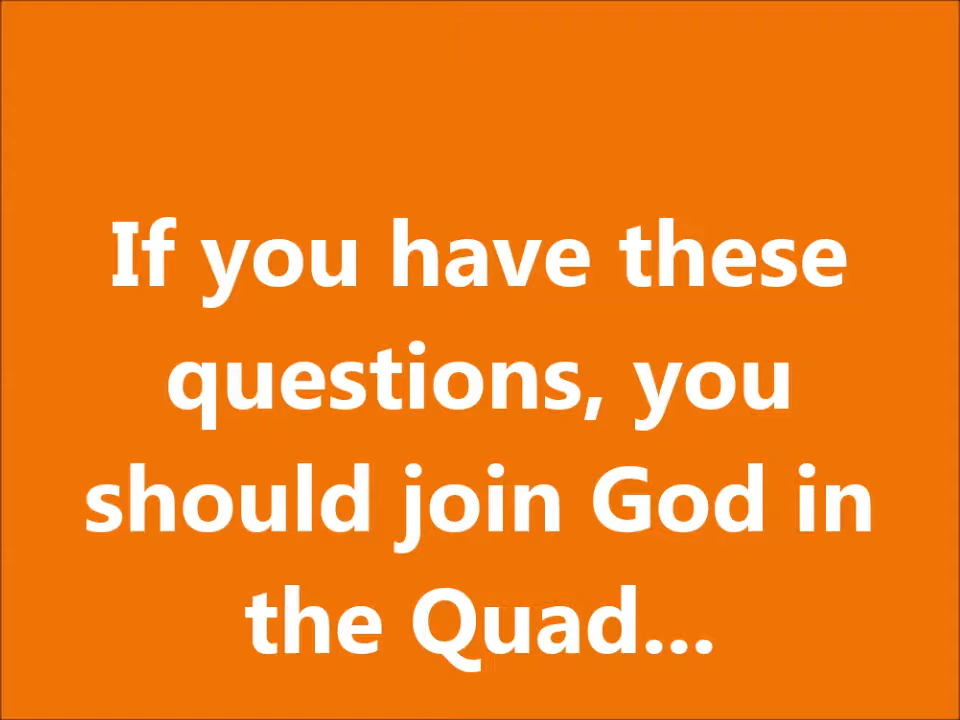 If you have these
questions, you
should join God in
the Quad...